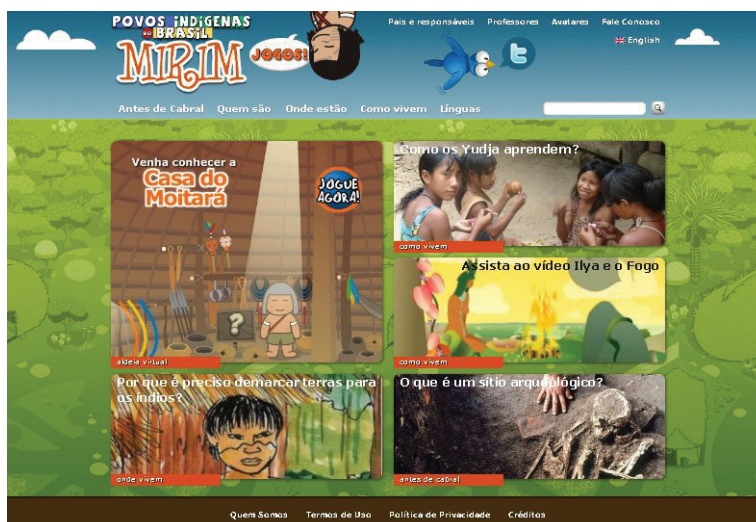 POVOS INDÍGENAS
NO BRASIL
MIRIM
JOGOS!
Pais e responsáveis Professores Avatares Fale Conosco
English
t
Antes de Cabral Quem são Onde estão Como vivem Línguas
Venha conhecer a
Casa do
Moitará
JOGUE
AGORA!
?
aldeia virtual
Como os Yudja aprendem?
como vivem
Assista ao vídeo Ilya e o Fogo
como vivem
Por que é preciso demarcar terras para
os índios?
onde vivem
O que é um sítio arqueológico?
antes de cabral
Quem Somos Termos de Uso Política de Privacidade Créditos